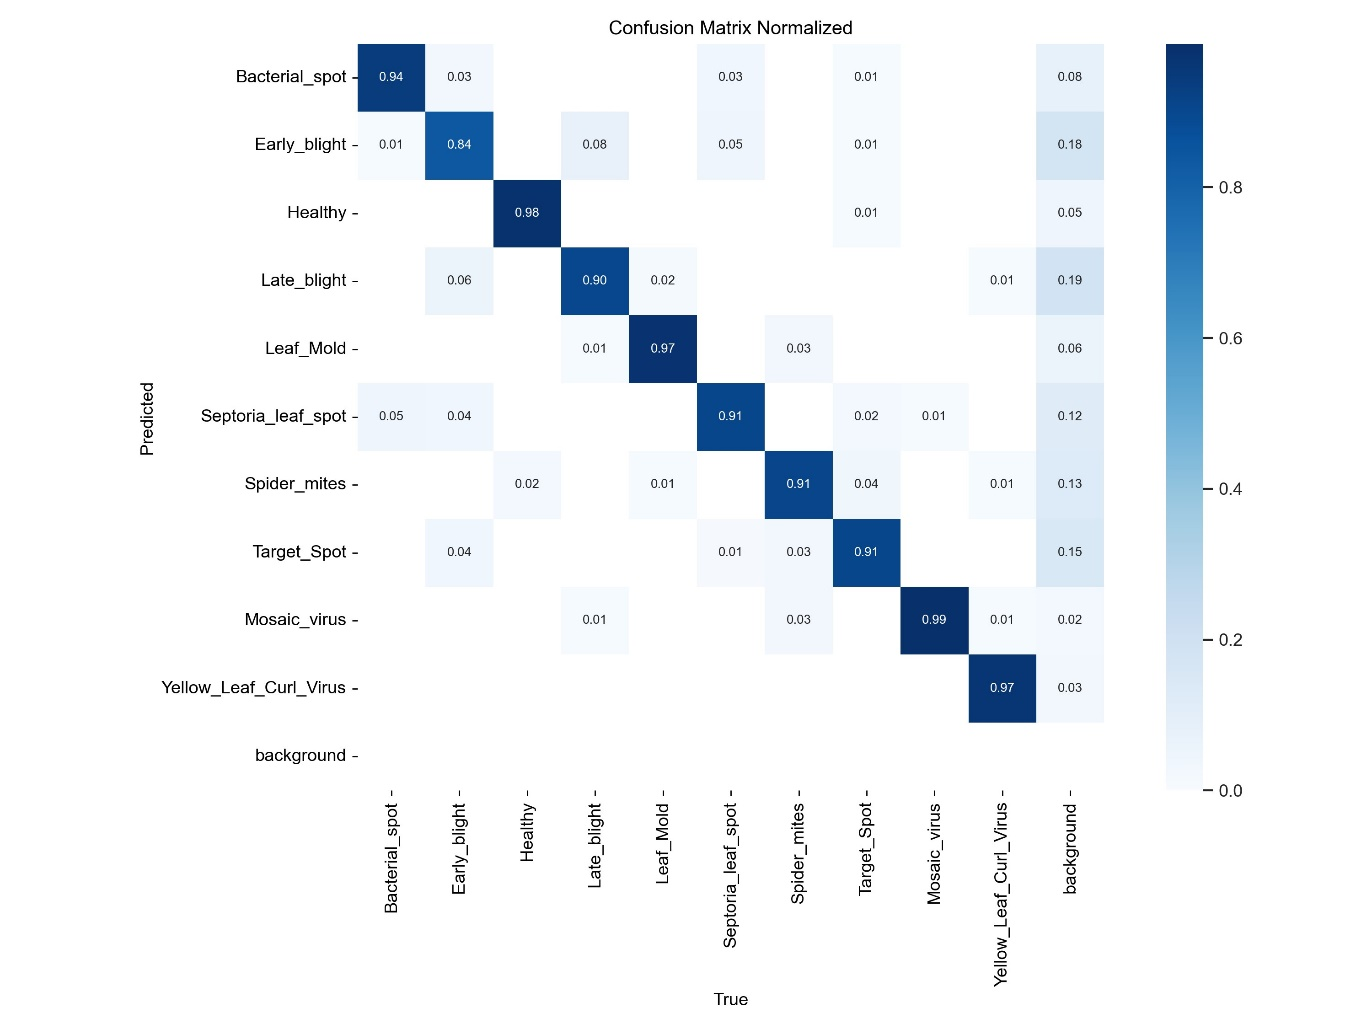 Confusion Matrix Normalized
Bacterial_spot 0.94 0.03 0.03 0.01 0.08
Early_blight 0.01 0.84 0.08 0.05 0.01 0.18
Healthy 0.98 0.01 0.05
Late_blight 0.06 0.90 0.02 0.01 0.19
Leaf_Mold 0.01 0.97 0.03 0.06
Septoria_leaf_spot 0.05 0.04 0.91 0.02 0.01 0.12
Spider_mites 0.02 0.01 0.91 0.04 0.01 0.13
Target_Spot 0.04 0.01 0.03 0.91 0.15
Mosaic_virus 0.01 0.03 0.99 0.01 0.02
Yellow_Leaf_Curl_Virus 0.97 0.03
background
Predicted
Bacterial_spot
Early_blight
Healthy
Late_blight
Leaf_Mold
Septoria_leaf_spot
Spider_mites
Target_Spot
Mosaic_virus
Yellow_Leaf_Curl_Virus
background
True
0.8
0.6
0.4
0.2
0.0